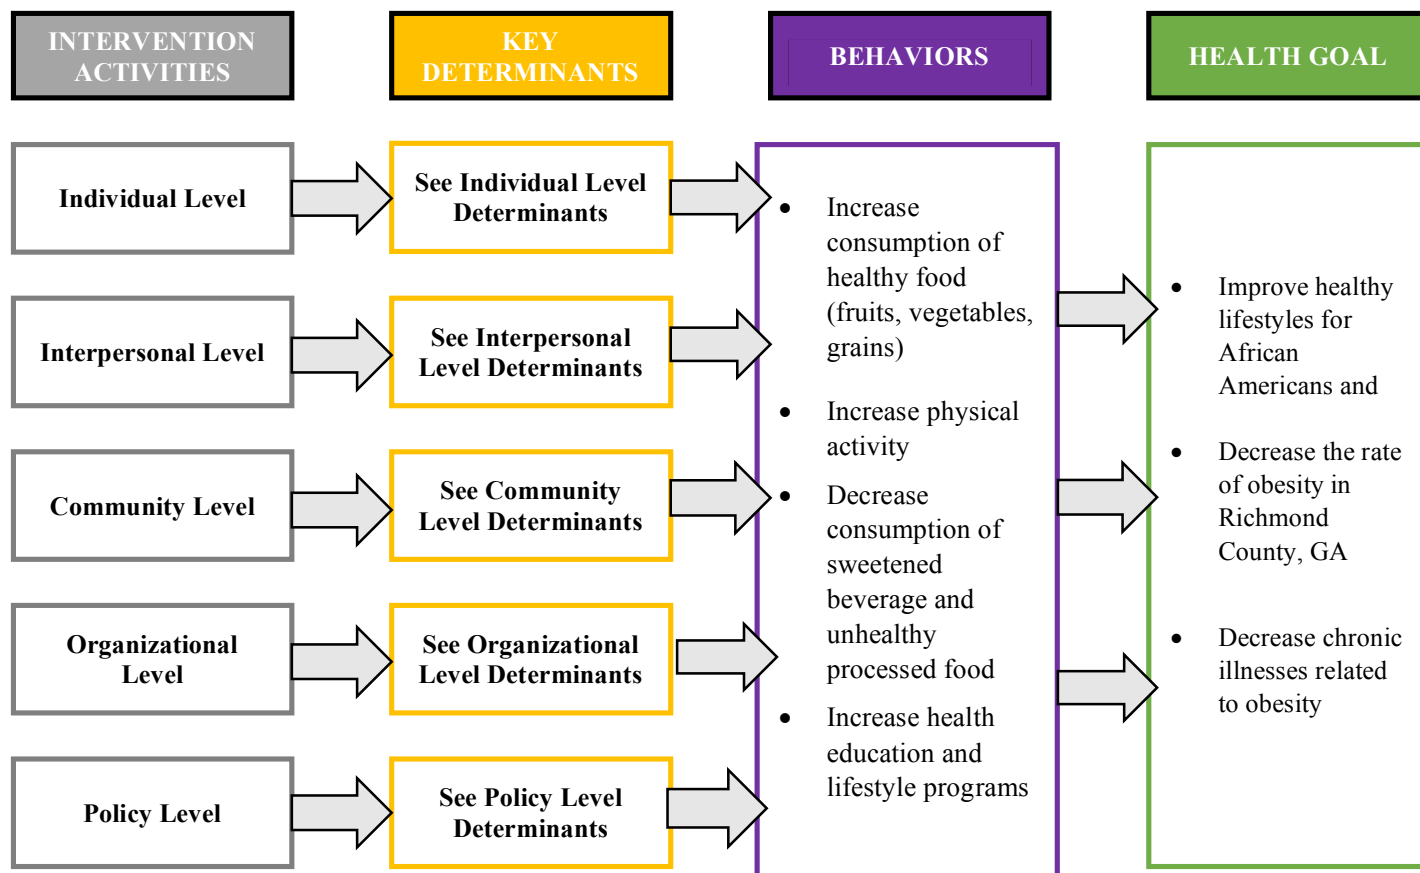 INTERVENTION
ACTIVITIES
KEY
DETERMINANTS
BEHAVIORS
HEALTH GOAL
Individual Level
See Individual Level
Determinants
Interpersonal Level
See Interpersonal
Level Determinants
Community Level
See Community
Level Determinants
Organizational
Level
See Organizational
Level Determinants
Policy Level
See Policy Level
Determinants
• Increase
consumption of
healthy food
(fruits, vegetables,
grains)
• Increase physical
activity
• Decrease
consumption of
sweetened
beverage and
unhealthy
processed food
• Increase health
education and
lifestyle programs
• Improve healthy
lifestyles for
African
Americans and
• Decrease the rate
of obesity in
Richmond
County, GA
• Decrease chronic
illnesses related
to obesity